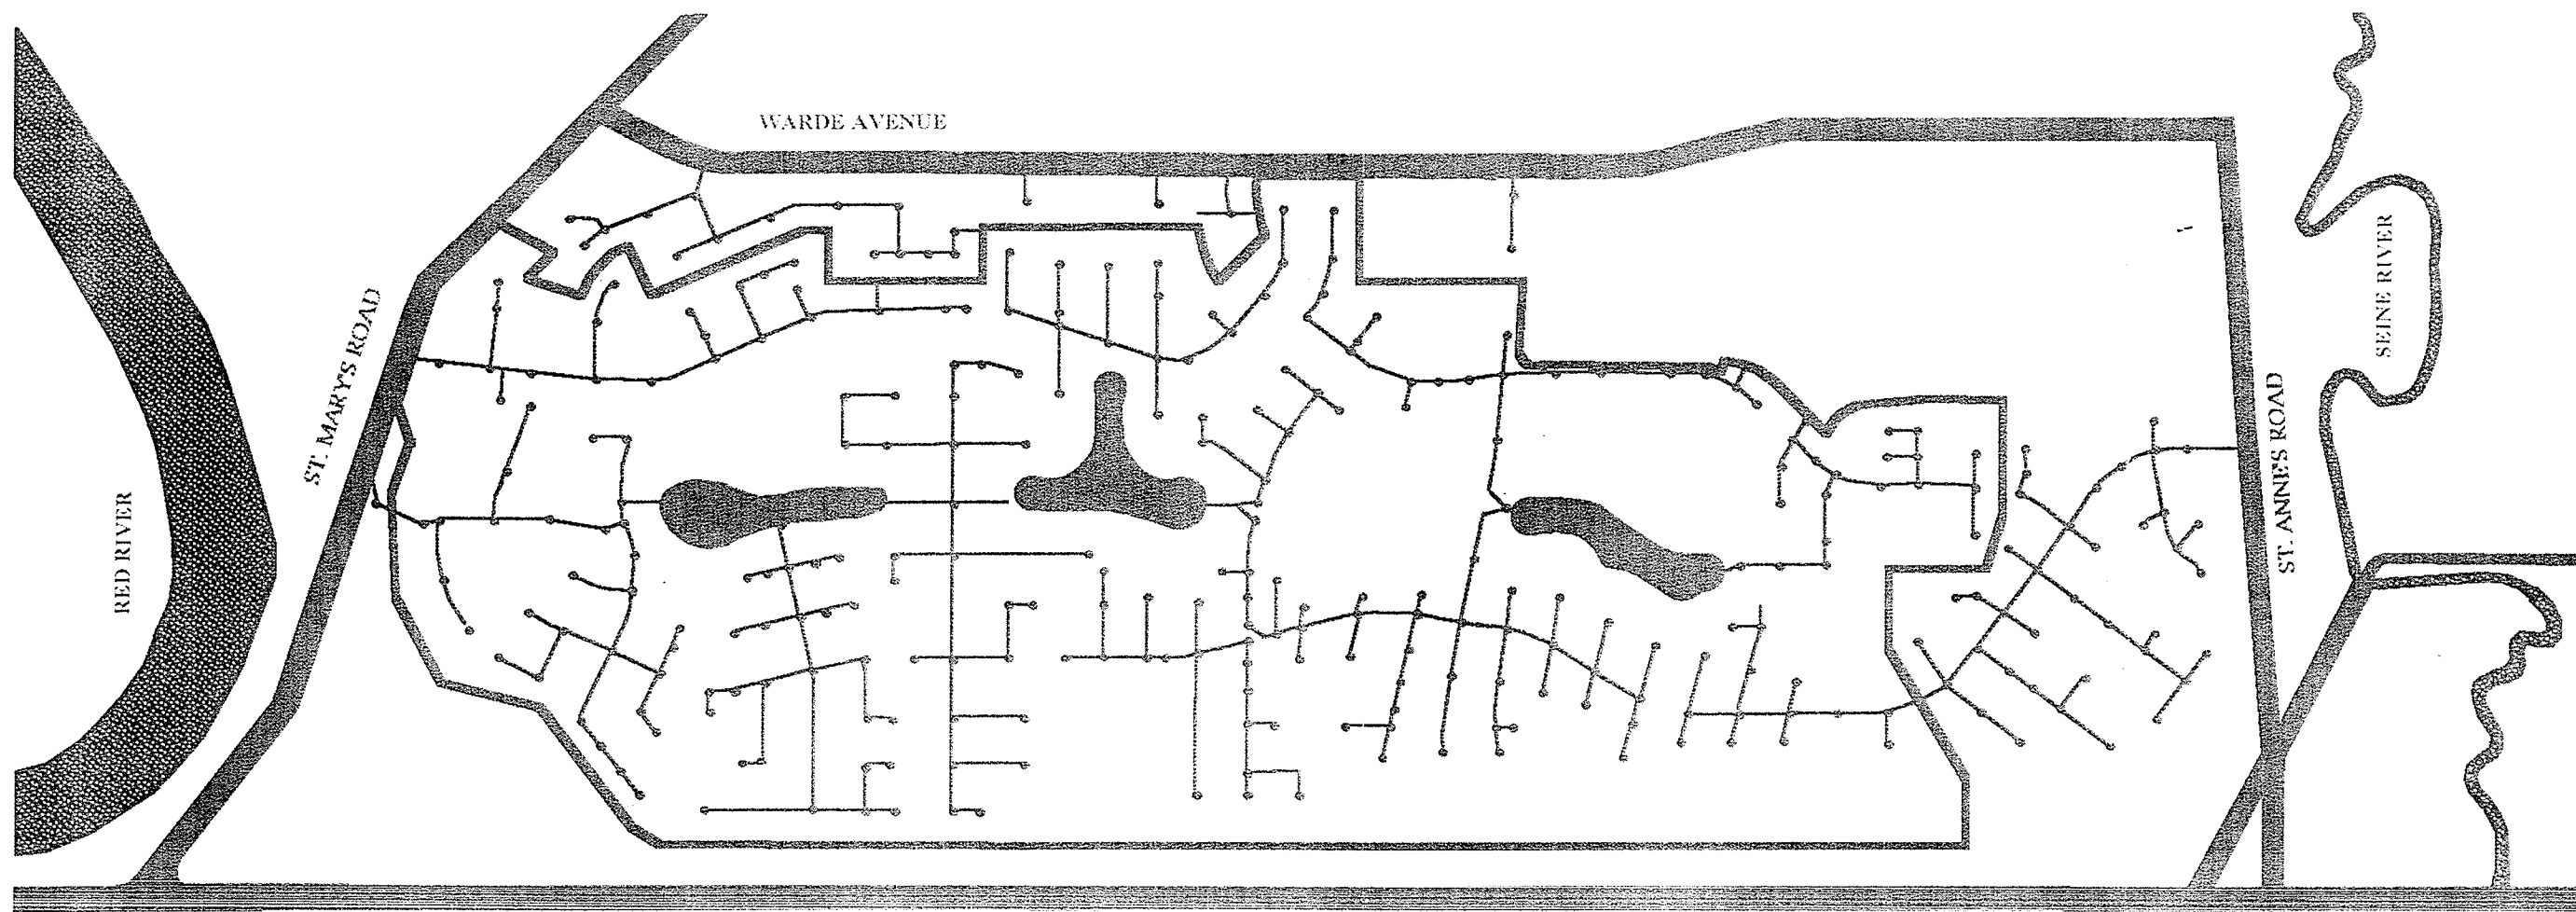 WARDE AVENUE
ST. MARY'S ROAD
RED RIVER
SEINE RIVER
ST. ANNE'S ROAD